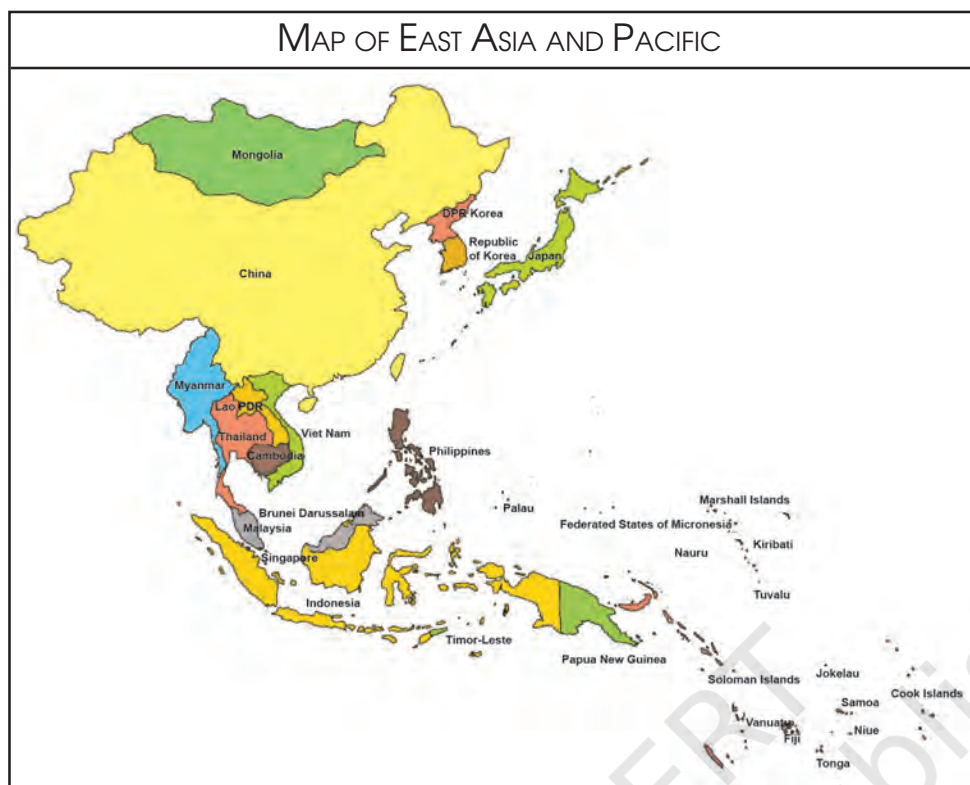 MAP OF EAST ASIA AND PACIFIC
Mongolia
DPR Korea
Republic
of Korea
Japan
China
Myanmar
Lao PDR
Thailand
Viet Nam
Cambodia
Philippines
Palau
Marshall Islands
Federated States of Micronesia
Brunei Darussalam
Malaysia
Singapore
Nauru
Kiribati
Tuvalu
Indonesia
Timor-Leste
Papua New Guinea
Soloman Islands
Jokelau
Cook Islands
Samoa
Vanuatu
Fiji
Niue
Tonga